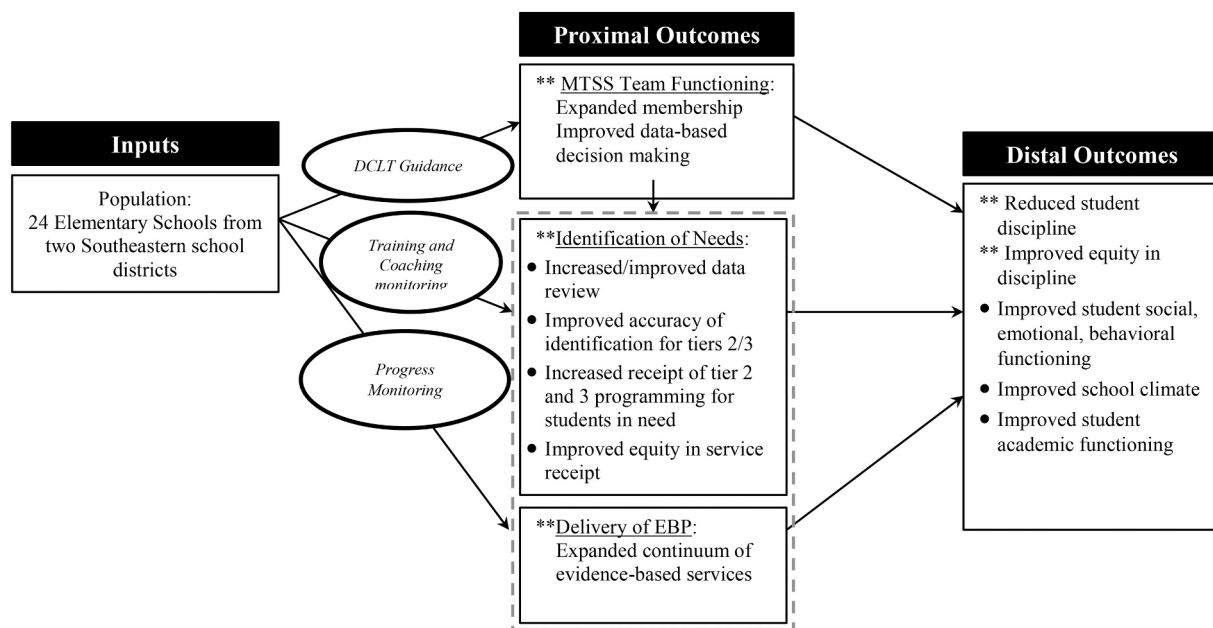 Inputs
Population:
24 Elementary Schools from
two Southeastern school
districts
DCLT Guidance
Training and
Coaching
monitoring
Progress
Monitoring
Proximal Outcomes
** MTSS Team Functioning:
Expanded membership
Improved data-based
decision making
**Identification of Needs:
● Increased/improved data
review
● Improved accuracy of
identification for tiers 2/3
● Increased receipt of tier 2
and 3 programming for
students in need
● Improved equity in service
receipt
**Delivery of EBP:
Expanded continuum of
evidence-based services
Distal Outcomes
** Reduced student
discipline
** Improved equity in
discipline
● Improved student social,
emotional, behavioral
functioning
● Improved school climate
● Improved student
academic functioning